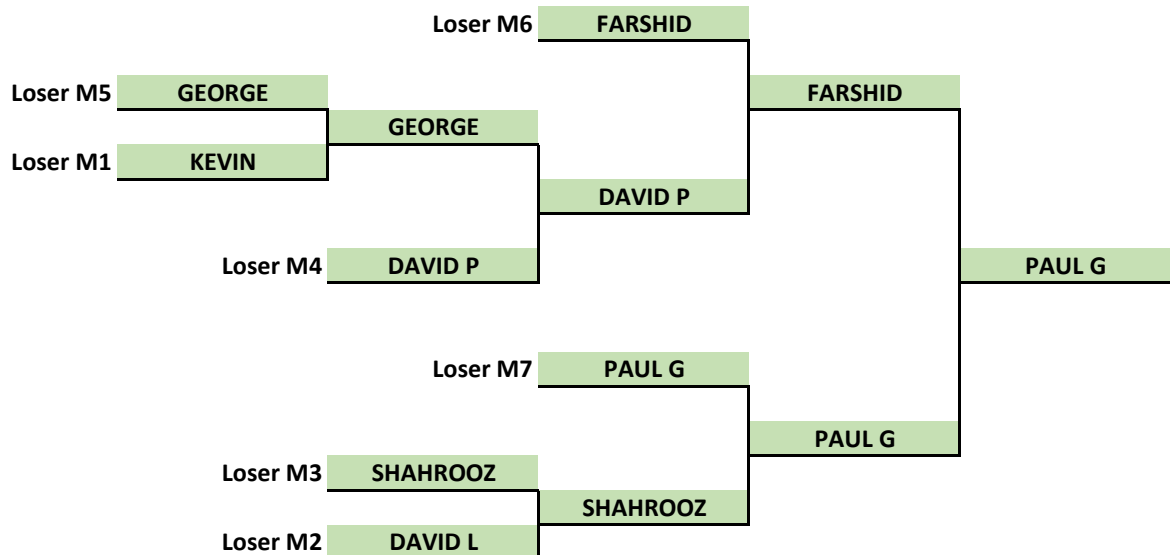 Loser M6 FARSHID
Loser M5 GEORGE FARSHID
GEORGE
Loser M1 KEVIN
DAVID P
Loser M4 DAVID P PAUL G
Loser M7 PAUL G
PAUL G
Loser M3 SHAHROOZ
SHAHROOZ
Loser M2 DAVID L